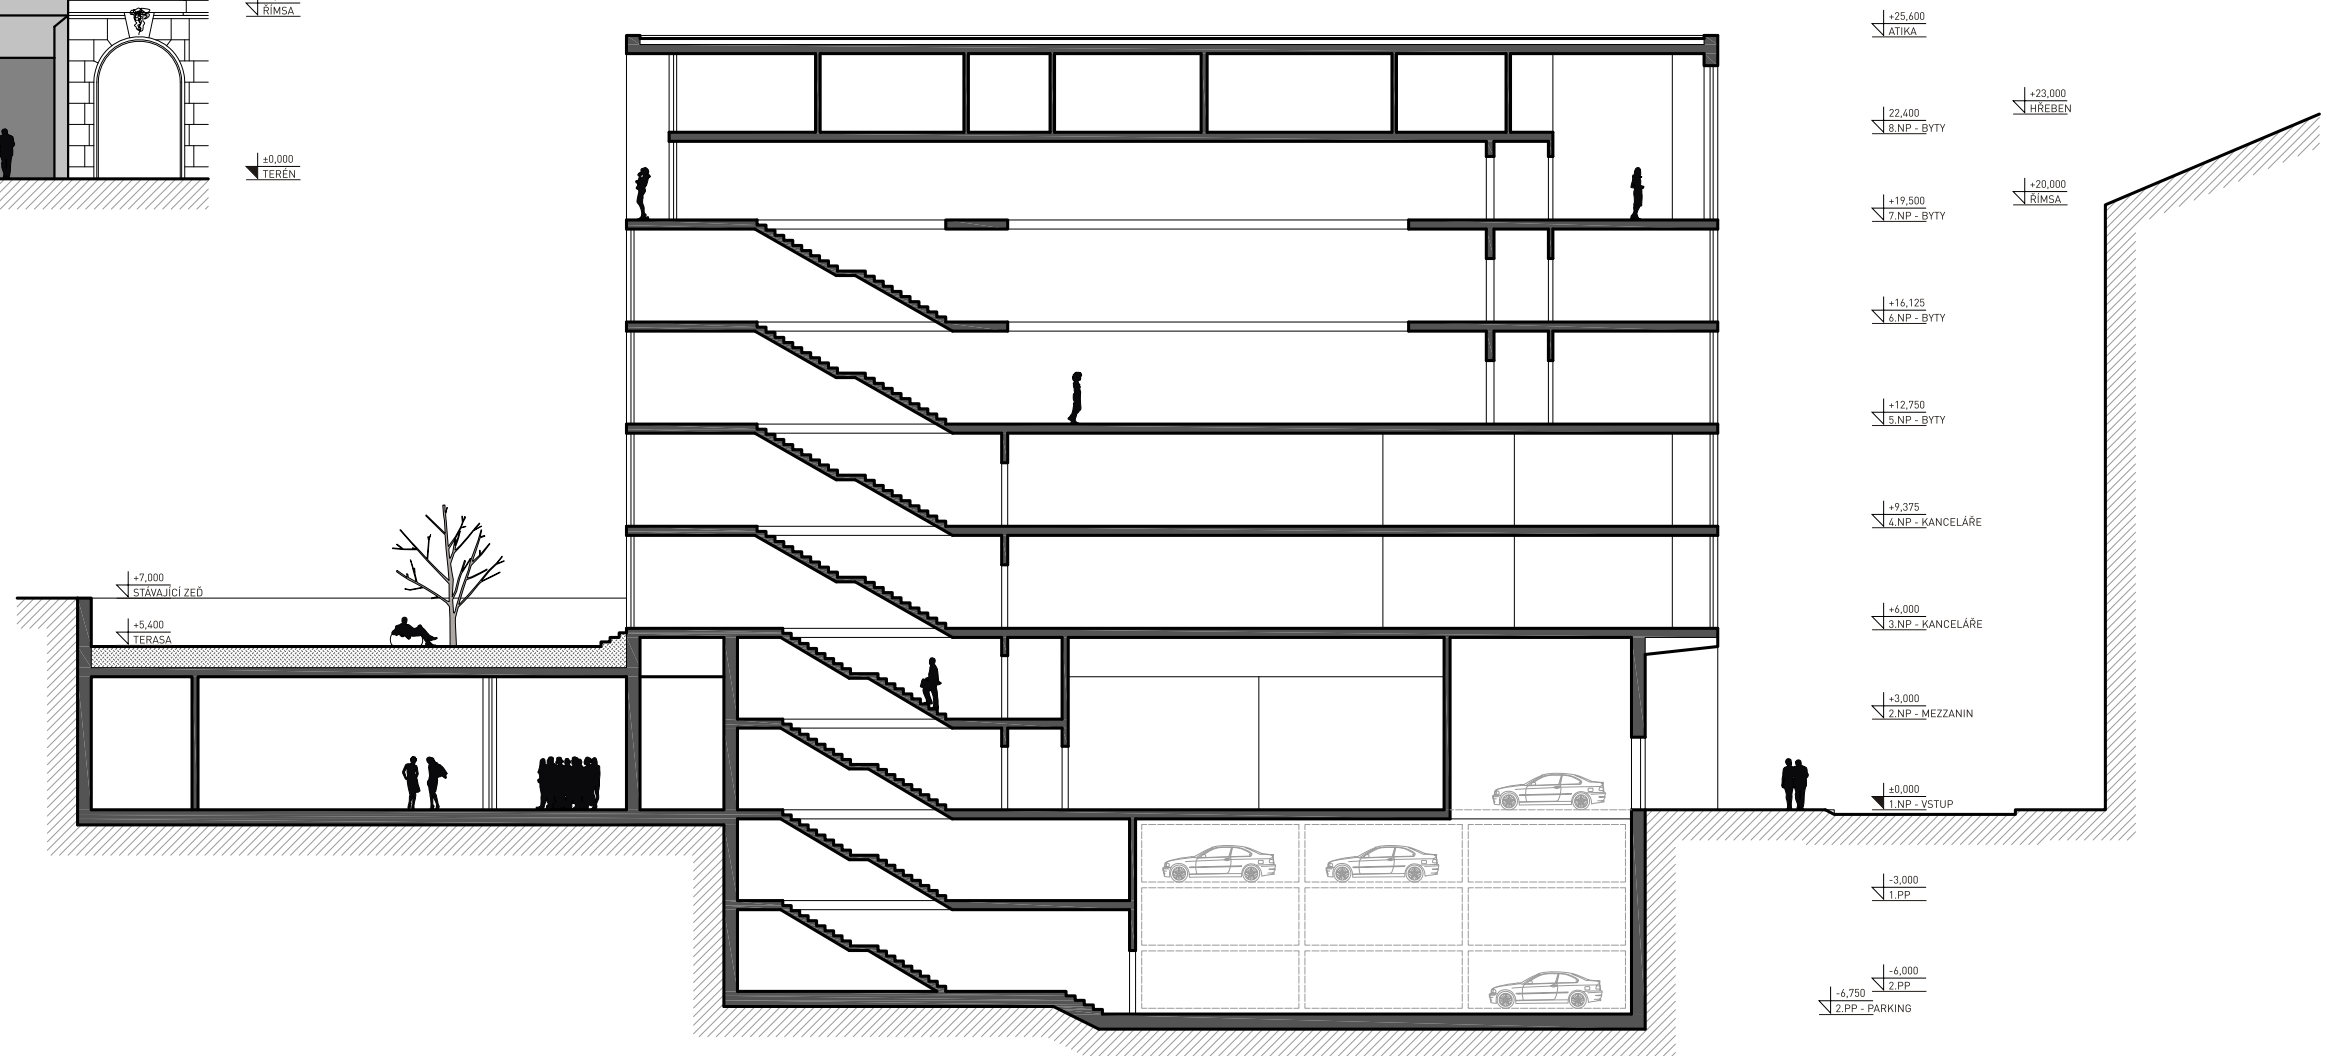 ŘÍMSA
±0,000
TERÉN
+7,000
STÁVAJÍCÍ ZEĎ
+5,400
TERASA
+25,600
ATIKA
22,400
8.NP - BYTY
+19,500
7.NP - BYTY
+16,125
6.NP - BYTY
+12,750
5.NP - BYTY
+9,375
4.NP - KANCELÁŘE
+6,000
3.NP - KANCELÁŘE
+3,000
2.NP - MEZZANIN
±0,000
1.NP - VSTUP
-3,000
1.PP
-6,000
2.PP
-6,750
2.PP - PARKING
+23,000
HŘEBEN
+20,000
ŘÍMSA